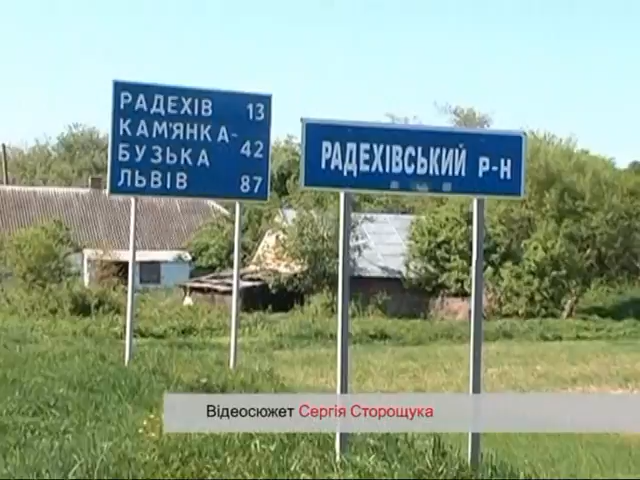 РАДЕХІВ 13
КАМ'ЯНКА-
БУЗЬКА 42
ЛЬВІВ 87
РАДЕХІВСЬКИЙ Р-Н
Відеосюжет Сергія Сторощука